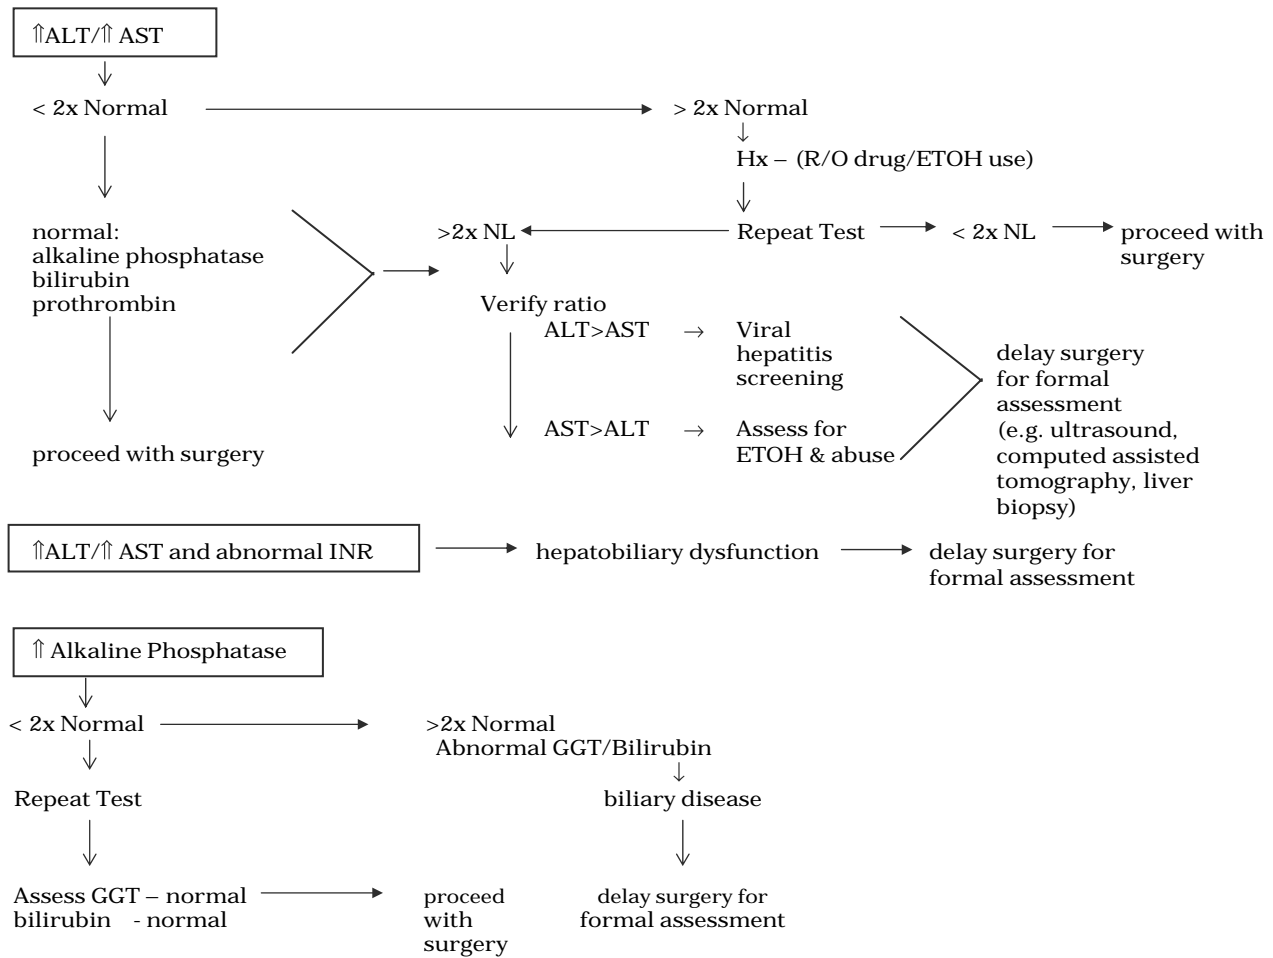 ⇑ALT/⇑ AST
< 2x Normal
> 2x Normal
Hx – (R/O drug/ETOH use)
normal:
alkaline phosphatase
bilirubin
prothrombin
>2x NL
Repeat Test
< 2x NL
proceed with
surgery
Verify ratio
ALT>AST → Viral
hepatitis
screening
AST>ALT → Assess for
ETOH & abuse
delay surgery
for formal
assessment
(e.g. ultrasound,
computed assisted
tomography, liver
biopsy)
proceed with surgery
⇑ALT/⇑ AST and abnormal INR
hepatobiliary dysfunction
delay surgery for
formal assessment
⇑ Alkaline Phosphatase
< 2x Normal
>2x Normal
Abnormal GGT/Bilirubin
Repeat Test
biliary disease
Assess GGT – normal
bilirubin - normal
proceed
with
surgery
delay surgery for
formal assessment